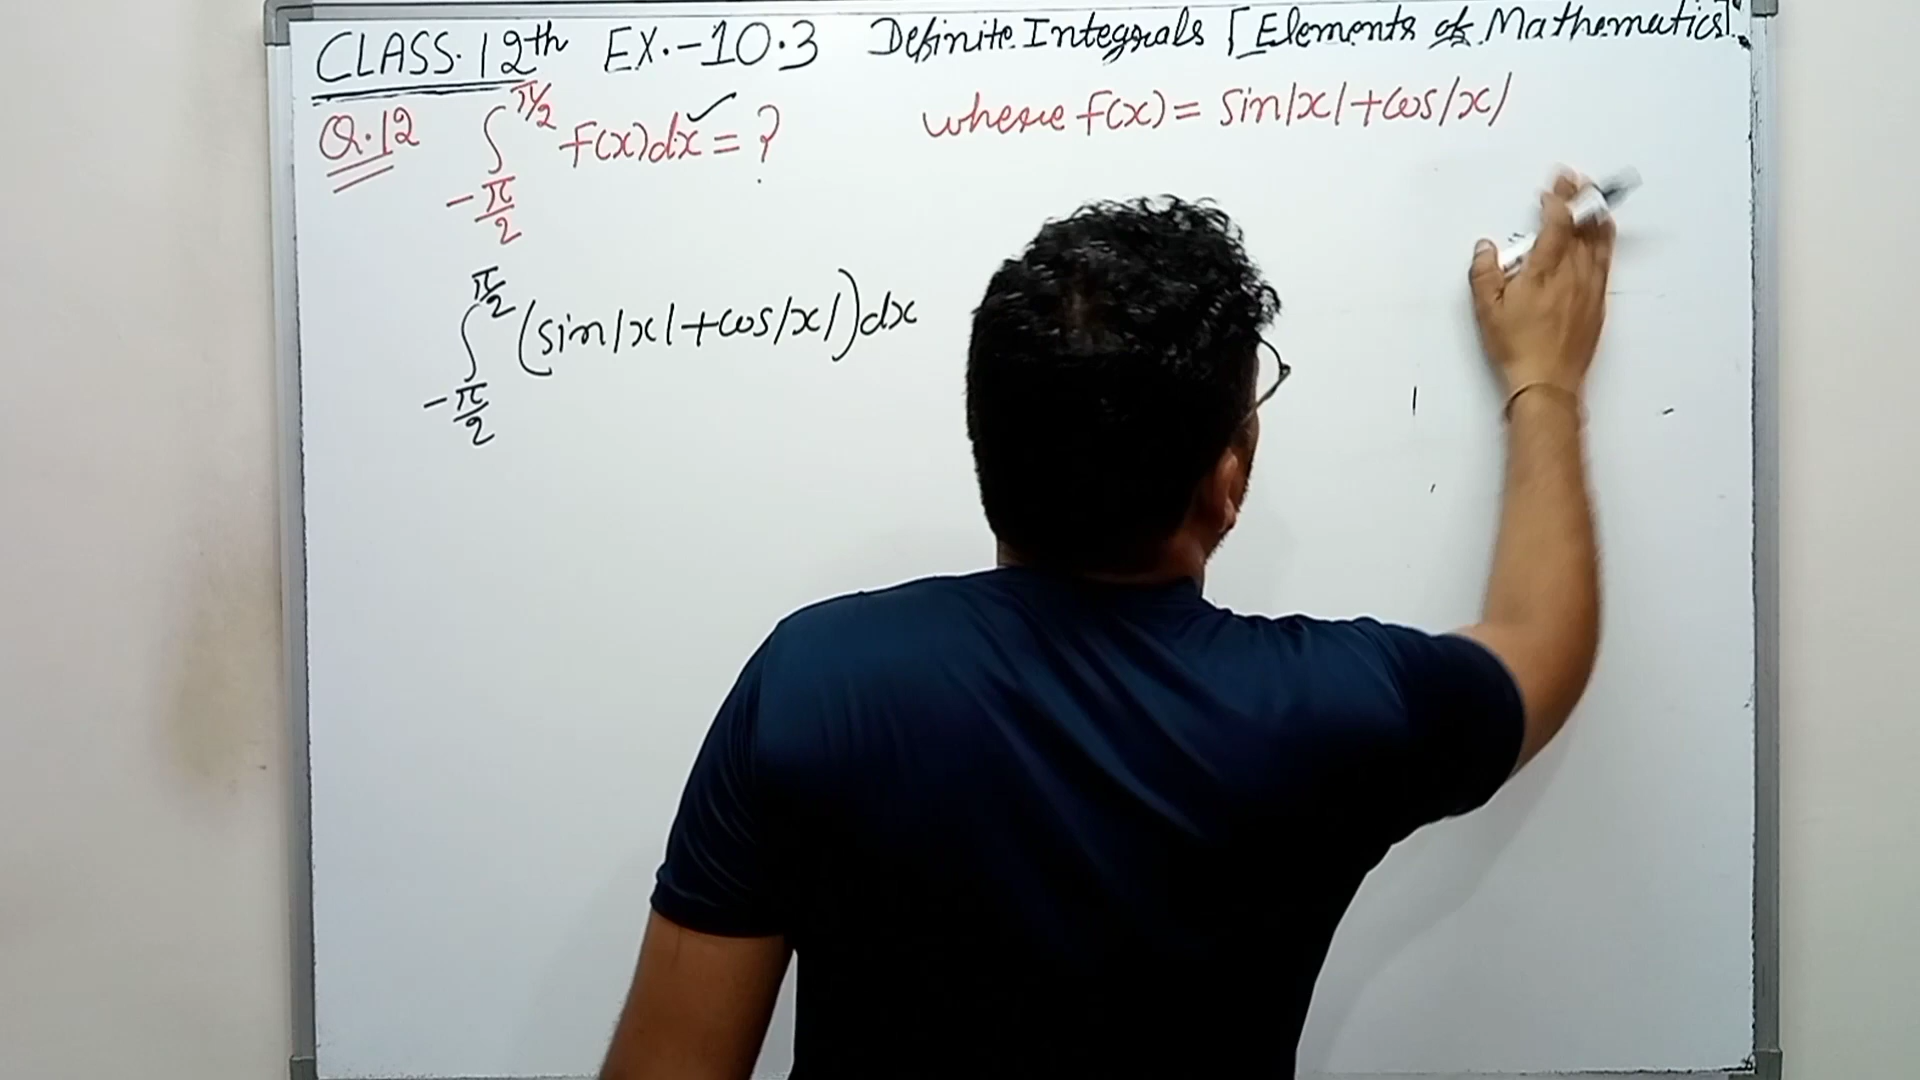 CLASS. 12th EX.-10.3 Definite Integrals [Elements of Mathematics]
Q.12 ∫_{-π/2}^{π/2} f(x)dx = ? where f(x) = sin|x|+cos|x|
∫_{-π/2}^{π/2} (sin|x|+cos|x|)dx